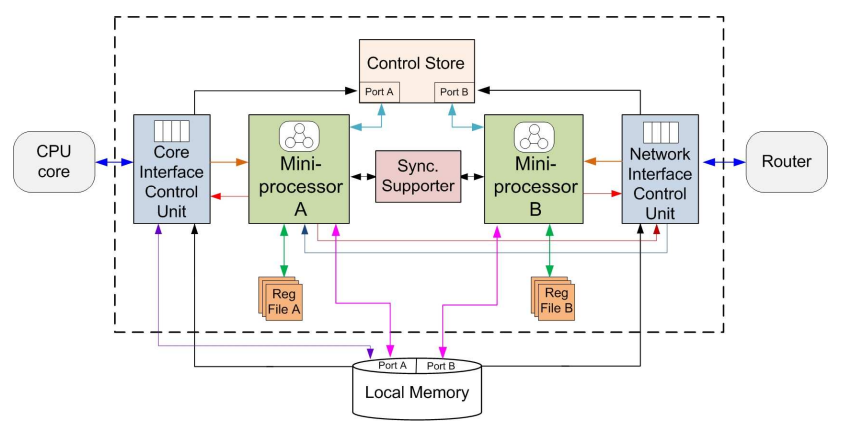 Control Store
Port A
Port B
CPU
core
Core
Interface
Control
Unit
Mini-
processor
A
Sync.
Supporter
Mini-
processor
B
Network
Interface
Control
Unit
Router
Reg
File A
Reg
File B
Port A
Port B
Local Memory